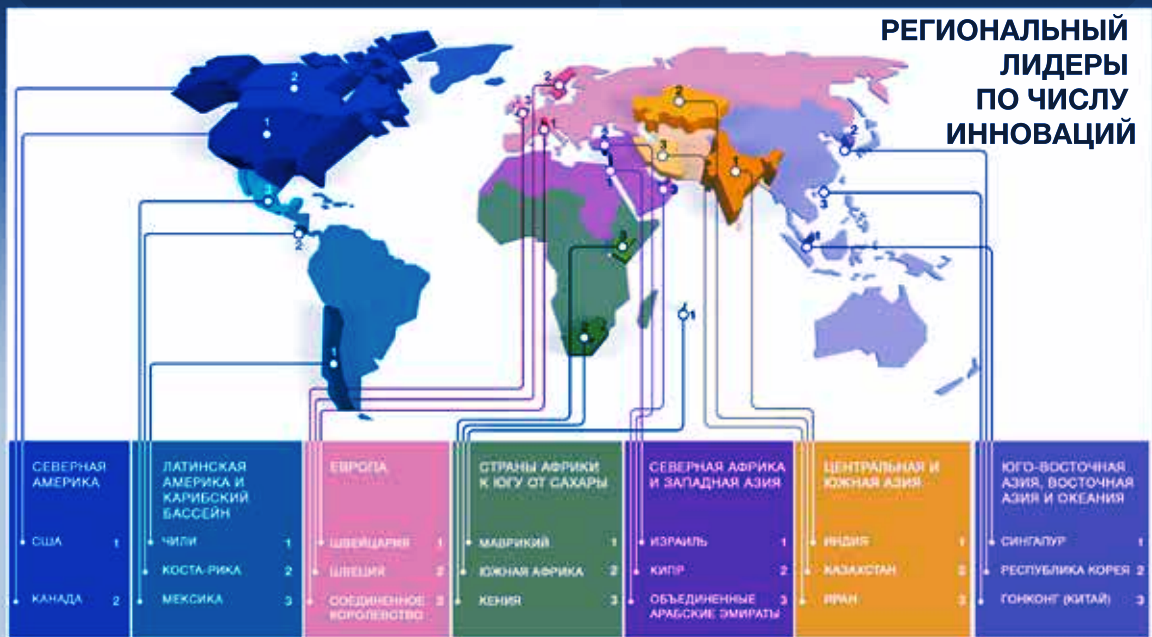 РЕГИОНАЛЬНЫЙ
ЛИДЕРЫ
ПО ЧИСЛУ
ИННОВАЦИЙ
СЕВЕРНАЯ
АМЕРИКА
США 1
КАНАДА 2
ЛАТИНСКАЯ
АМЕРИКА И
КАРИБСКИЙ
БАССЕЙН
ЧИЛИ 1
КОСТА-РИКА 2
МЕКСИКА 3
ЕВРОПА
ШВЕЙЦАРИЯ 1
ШВЕЦИЯ 2
СОЕДИНЕННОЕ 3
КОРОЛЕВСТВО
СТРАНЫ АФРИКИ
К ЮГУ ОТ САХАРЫ
МАВРИКИЙ 1
ЮЖНАЯ АФРИКА 2
КЕНИЯ 3
СЕВЕРНАЯ АФРИКА
И ЗАПАДНАЯ АЗИЯ
ИЗРАИЛЬ 1
КИПР 2
ОБЪЕДИНЕННЫЕ 3
АРАБСКИЕ ЭМИРАТЫ
ЦЕНТРАЛЬНАЯ И
ЮЖНАЯ АЗИЯ
ИНДИЯ 1
КАЗАХСТАН 2
ИРАН 3
ЮГО-ВОСТОЧНАЯ
АЗИЯ, ВОСТОЧНАЯ
АЗИЯ И ОКЕАНИЯ
СИНГАПУР 1
РЕСПУБЛИКА КОРЕЯ 2
ГОНКОНГ (КИТАЙ) 3